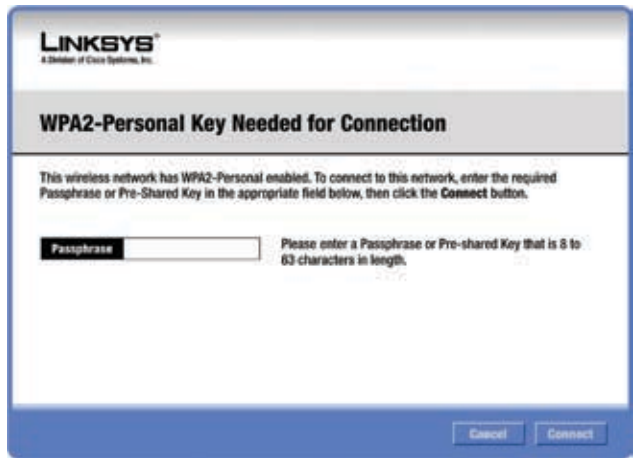 LINKSYS®
A Division of Cisco Systems, Inc.
WPA2-Personal Key Needed for Connection
This wireless network has WPA2-Personal enabled. To connect to this network, enter the required
Passphrase or Pre-Shared Key in the appropriate field below, then click the Connect button.
Passphrase
Please enter a Passphrase or Pre-shared Key that is 8 to
63 characters in length.
Cancel Connect